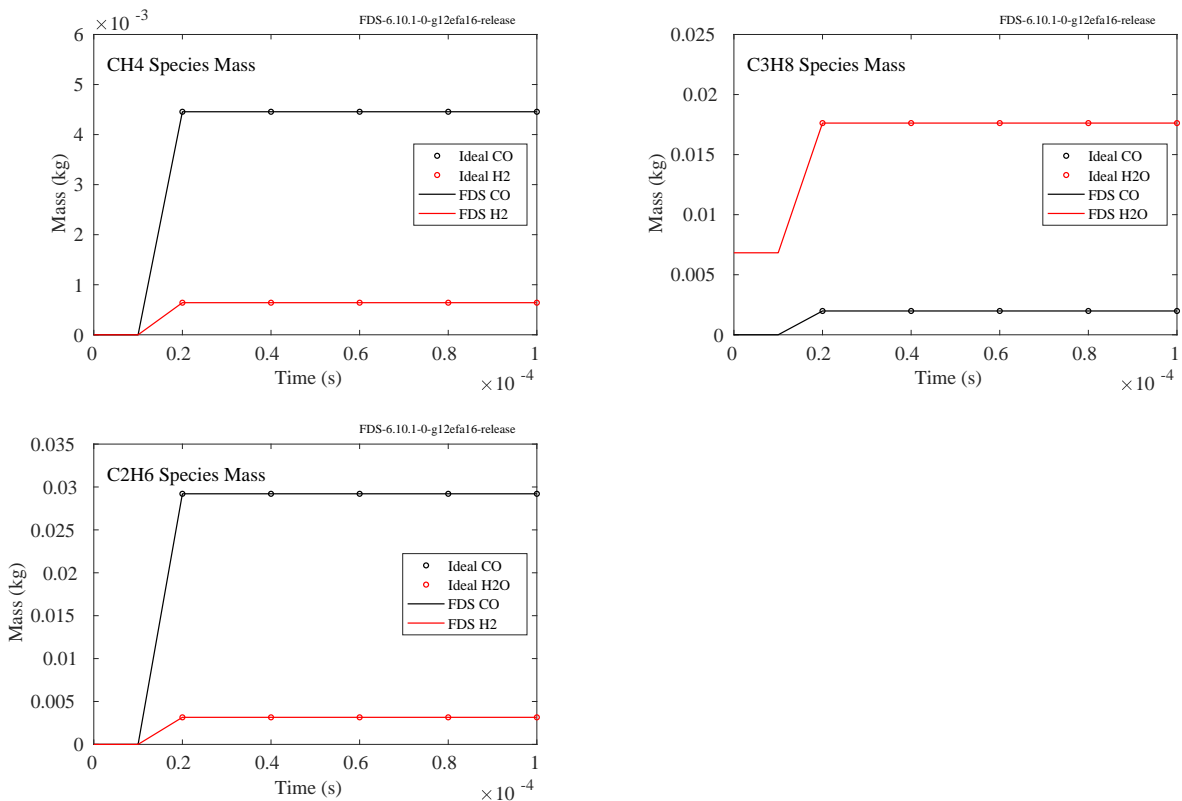 FDS-6.10.1-0-g12efa16-release
× 10 -3
CH4 Species Mass
6
5
4
3
2
1
0
Mass (kg)
Ideal CO
Ideal H2
FDS CO
FDS H2
0 0.2 0.4 0.6 0.8 1
Time (s)
×10 -4
FDS-6.10.1-0-g12efa16-release
C3H8 Species Mass
0.025
0.02
0.015
0.01
0.005
0
Mass (kg)
Ideal CO
Ideal H2O
FDS CO
FDS H2O
0 0.2 0.4 0.6 0.8 1
Time (s)
×10 -4
FDS-6.10.1-0-g12efa16-release
C2H6 Species Mass
0.035
0.03
0.025
0.02
0.015
0.01
0.005
0
Mass (kg)
Ideal CO
Ideal H2O
FDS CO
FDS H2
0 0.2 0.4 0.6 0.8 1
Time (s)
×10 -4